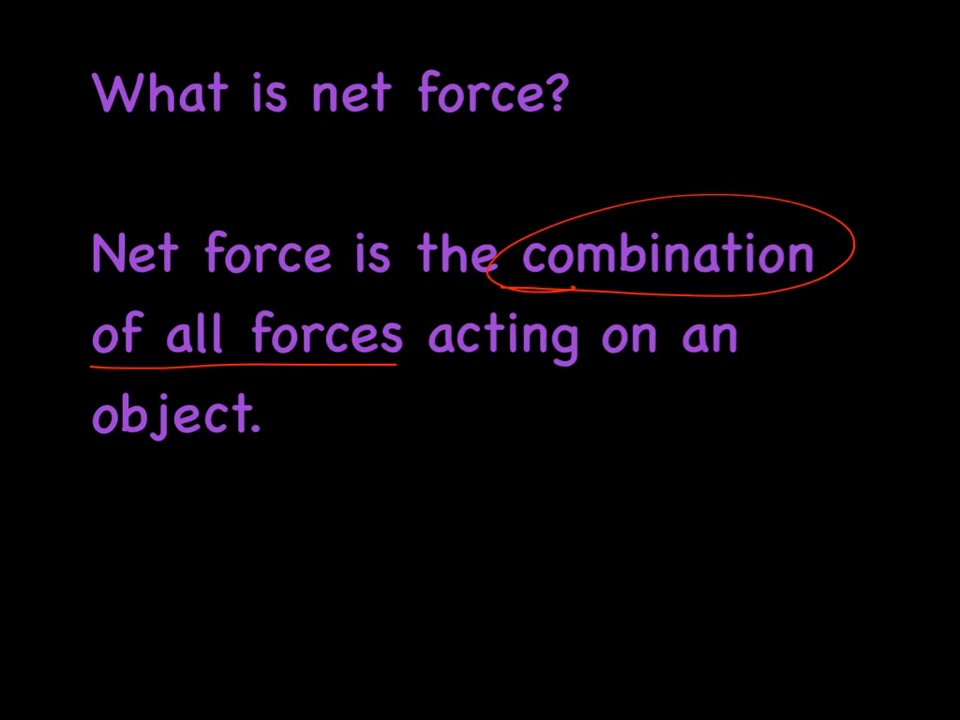 What is net force?
Net force is the combination
of all forces acting on an
object.